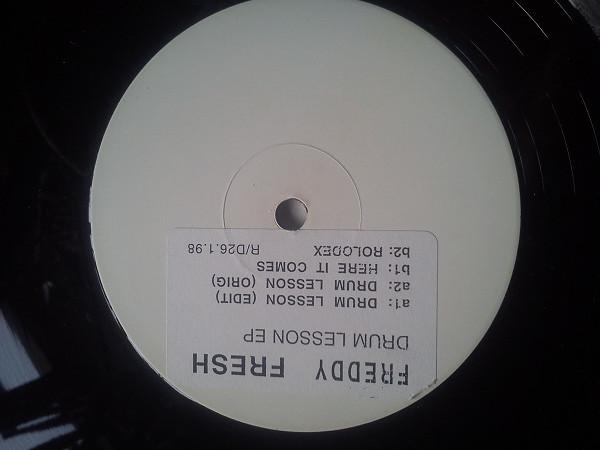 FREDDY FRESH
DRUM LESSON EP
a1: DRUM LESSON (EDIT)
a2: DRUM LESSON (ORIG)
b1: HERE IT COMES
b2: ROLODEX R/D26.1.98